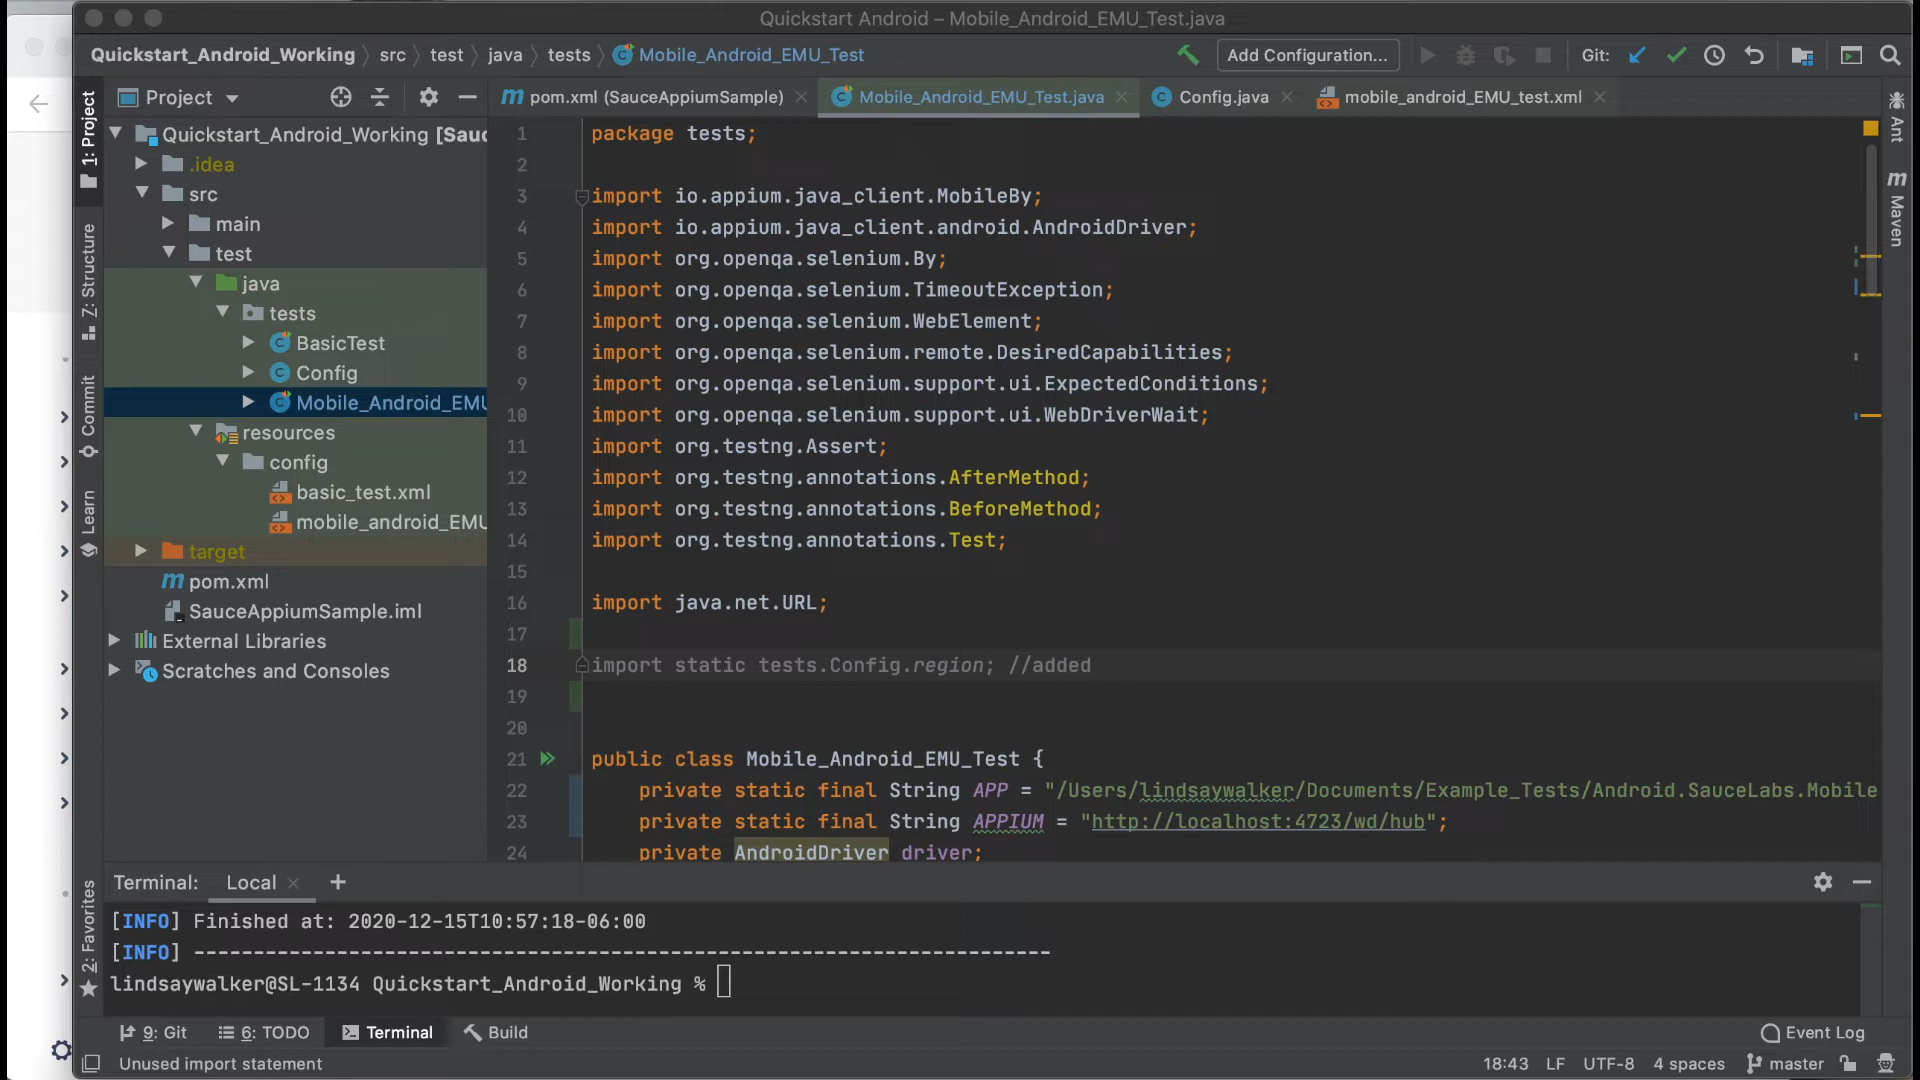 Quickstart Android – Mobile_Android_EMU_Test.java
Quickstart_Android_Working src test java tests Mobile_Android_EMU_Test Add Configuration... Git:
1: Project
Z: Structure
Commit
Learn
2: Favorites
Project
Quickstart_Android_Working [Sauc
.idea
src
main
test
java
tests
BasicTest
Config
Mobile_Android_EMU
resources
config
basic_test.xml
mobile_android_EMU
target
pom.xml
SauceAppiumSample.iml
External Libraries
Scratches and Consoles
pom.xml (SauceAppiumSample) Mobile_Android_EMU_Test.java Config.java mobile_android_EMU_test.xml
Ant
Maven
1 package tests;
2
3 import io.appium.java_client.MobileBy;
4 import io.appium.java_client.android.AndroidDriver;
5 import org.openqa.selenium.By;
6 import org.openqa.selenium.TimeoutException;
7 import org.openqa.selenium.WebElement;
8 import org.openqa.selenium.remote.DesiredCapabilities;
9 import org.openqa.selenium.support.ui.ExpectedConditions;
10 import org.openqa.selenium.support.ui.WebDriverWait;
11 import org.testng.Assert;
12 import org.testng.annotations.AfterMethod;
13 import org.testng.annotations.BeforeMethod;
14 import org.testng.annotations.Test;
15
16 import java.net.URL;
17
18 import static tests.Config.region; //added
19
20
21 public class Mobile_Android_EMU_Test {
22 private static final String APP = "/Users/lindsaywalker/Documents/Example_Tests/Android.SauceLabs.Mobile
23 private static final String APPIUM = "http://localhost:4723/wd/hub";
24 private AndroidDriver driver;
Terminal: Local +
[INFO] Finished at: 2020-12-15T10:57:18-06:00
[INFO] ------------------------------------------------------------------------
lindsaywalker@SL-1134 Quickstart_Android_Working %
9: Git 6: TODO Terminal Build Event Log
Unused import statement 18:43 LF UTF-8 4 spaces master